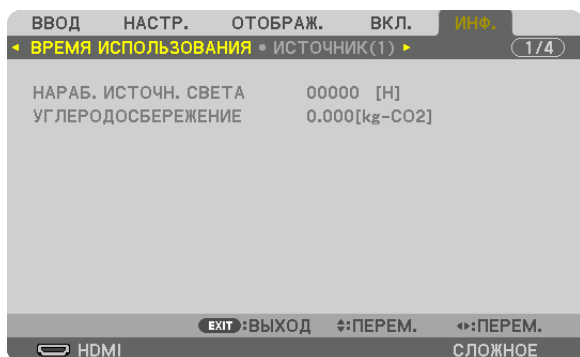 ВВОД НАСТР. ОТОБРАЖ. ВКЛ. ИНФ.
ВРЕМЯ ИСПОЛЬЗОВАНИЯ • ИСТОЧНИК(1) 1/4
НАРАБ. ИСТОЧН. СВЕТА 00000 [H]
УГЛЕРОДОСБЕРЕЖЕНИЕ 0.000[kg-CO2]
EXIT:ВЫХОД :ПЕРЕМ. :ПЕРЕМ.
HDMI СЛОЖНОЕ